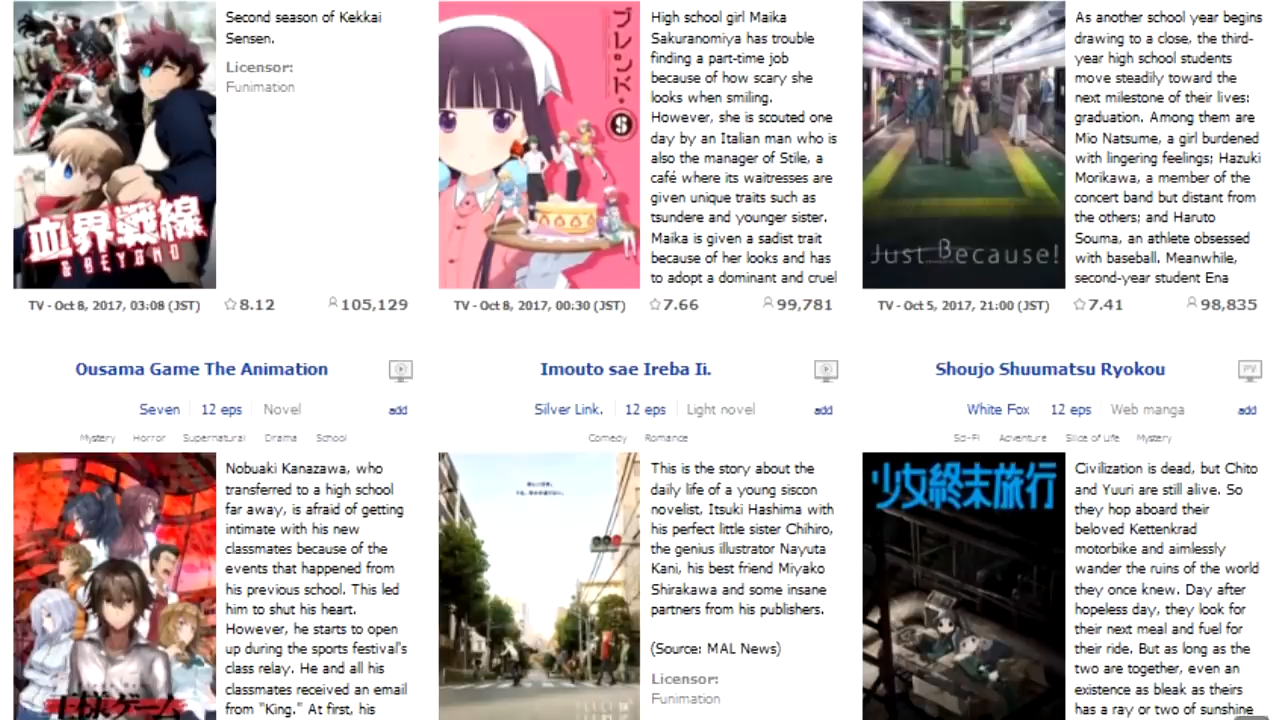 Second season of Kekkai
Sensen.
Licensor:
Funimation
血界戦線
& BEYOND
TV - Oct 8, 2017, 03:08 (JST)
8.12
105,129
ブレンド・S
High school girl Maika
Sakuranomiya has trouble
finding a part-time job
because of how scary she
looks when smiling.
However, she is scouted one
day by an Italian man who is
also the manager of Stile, a
café where its waitresses are
given unique traits such as
tsundere and younger sister.
Maika is given a sadist trait
because of her looks and has
to adopt a dominant and cruel
TV - Oct 8, 2017, 00:30 (JST)
7.66
99,781
Just Because!
As another school year begins
drawing to a close, the third-
year high school students
move steadily toward the
next milestone of their lives:
graduation. Among them are
Mio Natsume, a girl burdened
with lingering feelings; Hazuki
Morikawa, a member of the
concert band but distant from
the others; and Haruto
Souma, an athlete obsessed
with baseball. Meanwhile,
second-year student Ena
TV - Oct 5, 2017, 21:00 (JST)
7.41
98,835
Ousama Game The Animation
Seven 12 eps Novel add
Mystery Horror Supernatural Drama School
Nobuaki Kanazawa, who
transferred to a high school
far away, is afraid of getting
intimate with his new
classmates because of the
events that happened from
his previous school. This led
him to shut his heart.
However, he starts to open
up during the sports festival's
class relay. He and all his
classmates received an email
from "King." At first, his
王様ゲーム
Imouto sae Ireba Ii.
Silver Link. 12 eps Light novel add
Comedy Romance
This is the story about the
daily life of a young siscon
novelist, Itsuki Hashima with
his perfect little sister Chihiro,
the genius illustrator Nayuta
Kani, his best friend Miyako
Shirakawa and some insane
partners from his publishers.
(Source: MAL News)
Licensor:
Funimation
Shoujo Shuumatsu Ryokou
PV
White Fox 12 eps Web manga add
Sci-Fi Adventure Slice of Life Mystery
少女終末旅行
Civilization is dead, but Chito
and Yuuri are still alive. So
they hop aboard their
beloved Kettenkrad
motorbike and aimlessly
wander the ruins of the world
they once knew. Day after
hopeless day, they look for
their next meal and fuel for
their ride. But as long as the
two are together, even an
existence as bleak as theirs
has a ray or two of sunshine